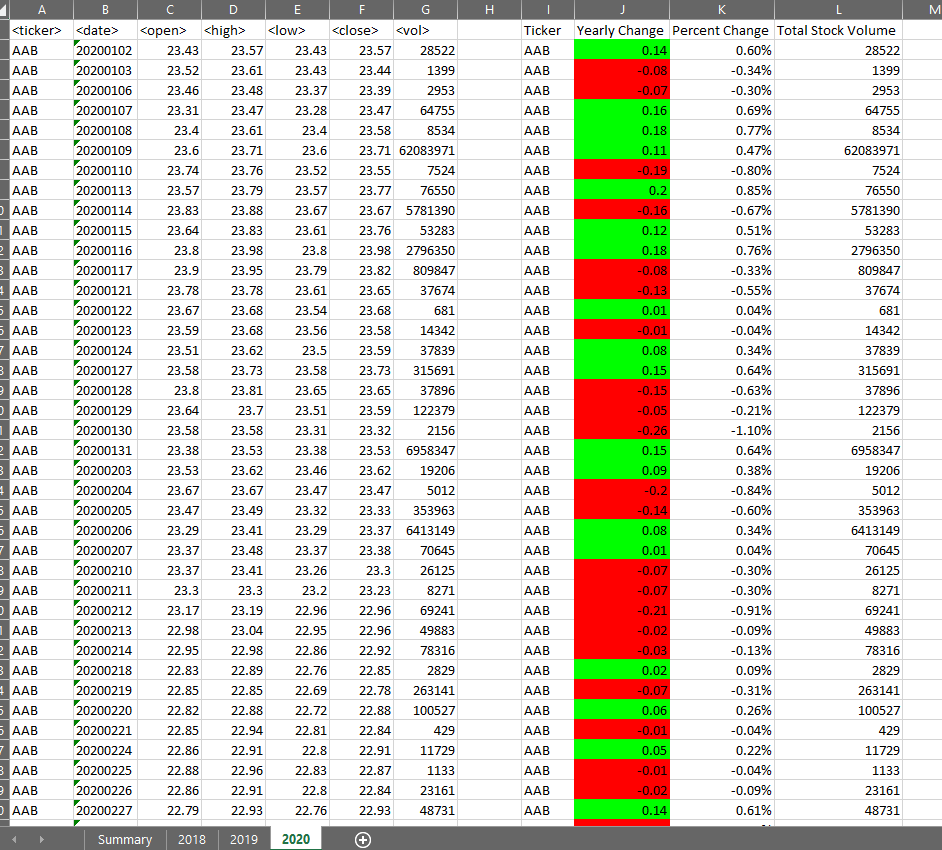 A B C D E F G H I J K L M
<ticker> <date> <open> <high> <low> <close> <vol> Ticker Yearly Change Percent Change Total Stock Volume
AAB 20200102 23.43 23.57 23.43 23.57 28522 AAB 0.14 0.60% 28522
AAB 20200103 23.52 23.61 23.43 23.44 1399 AAB -0.08 -0.34% 1399
AAB 20200106 23.46 23.48 23.37 23.39 2953 AAB -0.07 -0.30% 2953
AAB 20200107 23.31 23.47 23.28 23.47 64755 AAB 0.16 0.69% 64755
AAB 20200108 23.4 23.61 23.4 23.58 8534 AAB 0.18 0.77% 8534
AAB 20200109 23.6 23.71 23.6 23.71 62083971 AAB 0.11 0.47% 62083971
AAB 20200110 23.74 23.76 23.52 23.55 7524 AAB -0.19 -0.80% 7524
AAB 20200113 23.57 23.79 23.57 23.77 76550 AAB 0.2 0.85% 76550
AAB 20200114 23.83 23.88 23.67 23.67 5781390 AAB -0.16 -0.67% 5781390
AAB 20200115 23.64 23.83 23.61 23.76 53283 AAB 0.12 0.51% 53283
AAB 20200116 23.8 23.98 23.8 23.98 2796350 AAB 0.18 0.76% 2796350
AAB 20200117 23.9 23.95 23.79 23.82 809847 AAB -0.08 -0.33% 809847
AAB 20200121 23.78 23.78 23.61 23.65 37674 AAB -0.13 -0.55% 37674
AAB 20200122 23.67 23.68 23.54 23.68 681 AAB 0.01 0.04% 681
AAB 20200123 23.59 23.68 23.56 23.58 14342 AAB -0.01 -0.04% 14342
AAB 20200124 23.51 23.62 23.5 23.59 37839 AAB 0.08 0.34% 37839
AAB 20200127 23.58 23.73 23.58 23.73 315691 AAB 0.15 0.64% 315691
AAB 20200128 23.8 23.81 23.65 23.65 37896 AAB -0.15 -0.63% 37896
AAB 20200129 23.64 23.7 23.51 23.59 122379 AAB -0.05 -0.21% 122379
AAB 20200130 23.58 23.58 23.31 23.32 2156 AAB -0.26 -1.10% 2156
AAB 20200131 23.38 23.53 23.38 23.53 6958347 AAB 0.15 0.64% 6958347
AAB 20200203 23.53 23.62 23.46 23.62 19206 AAB 0.09 0.38% 19206
AAB 20200204 23.67 23.67 23.47 23.47 5012 AAB -0.2 -0.84% 5012
AAB 20200205 23.47 23.49 23.32 23.33 353963 AAB -0.14 -0.60% 353963
AAB 20200206 23.29 23.41 23.29 23.37 6413149 AAB 0.08 0.34% 6413149
AAB 20200207 23.37 23.48 23.37 23.38 70645 AAB 0.01 0.04% 70645
AAB 20200210 23.37 23.41 23.26 23.3 26125 AAB -0.07 -0.30% 26125
AAB 20200211 23.3 23.3 23.2 23.23 8271 AAB -0.07 -0.30% 8271
AAB 20200212 23.17 23.19 22.96 22.96 69241 AAB -0.21 -0.91% 69241
AAB 20200213 22.98 23.04 22.95 22.96 49883 AAB -0.02 -0.09% 49883
AAB 20200214 22.95 22.98 22.86 22.92 78316 AAB -0.03 -0.13% 78316
AAB 20200218 22.83 22.89 22.76 22.85 2829 AAB 0.02 0.09% 2829
AAB 20200219 22.85 22.85 22.69 22.78 263141 AAB -0.07 -0.31% 263141
AAB 20200220 22.82 22.88 22.72 22.88 100527 AAB 0.06 0.26% 100527
AAB 20200221 22.85 22.94 22.81 22.84 429 AAB -0.01 -0.04% 429
AAB 20200224 22.86 22.91 22.8 22.91 11729 AAB 0.05 0.22% 11729
AAB 20200225 22.88 22.96 22.83 22.87 1133 AAB -0.01 -0.04% 1133
AAB 20200226 22.86 22.91 22.8 22.84 23161 AAB -0.02 -0.09% 23161
AAB 20200227 22.79 22.93 22.76 22.93 48731 AAB 0.14 0.61% 48731
Summary 2018 2019 2020